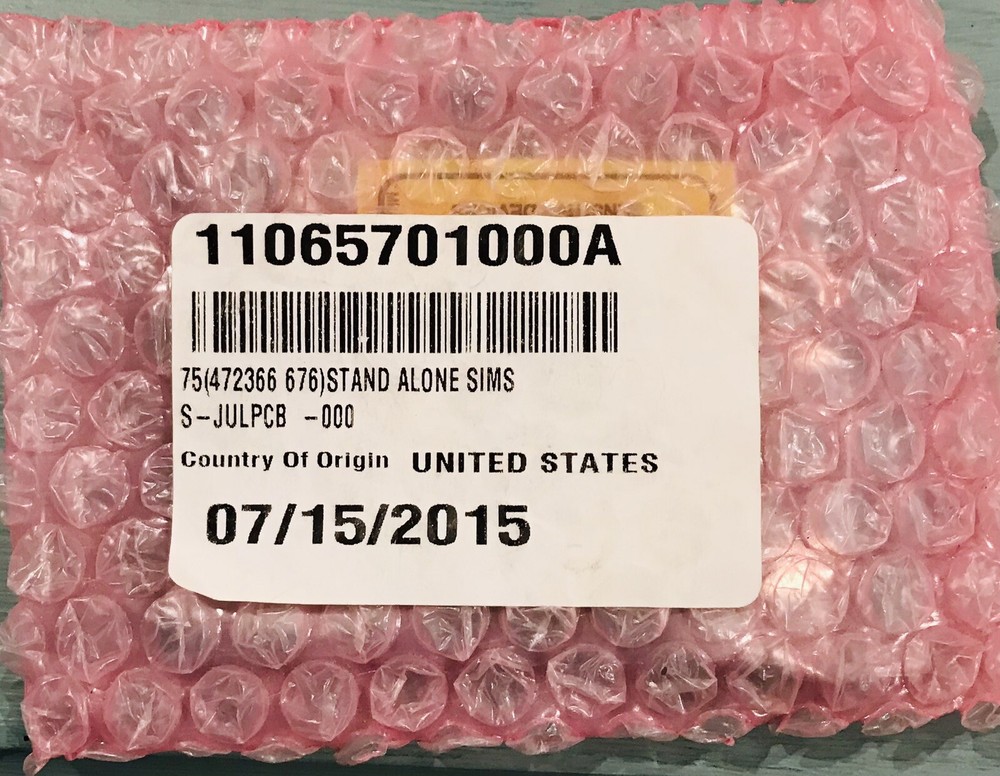 11065701000A
75(472366 676)STAND ALONE SIMS
S-JULPCB -000
Country Of Origin UNITED STATES
07/15/2015